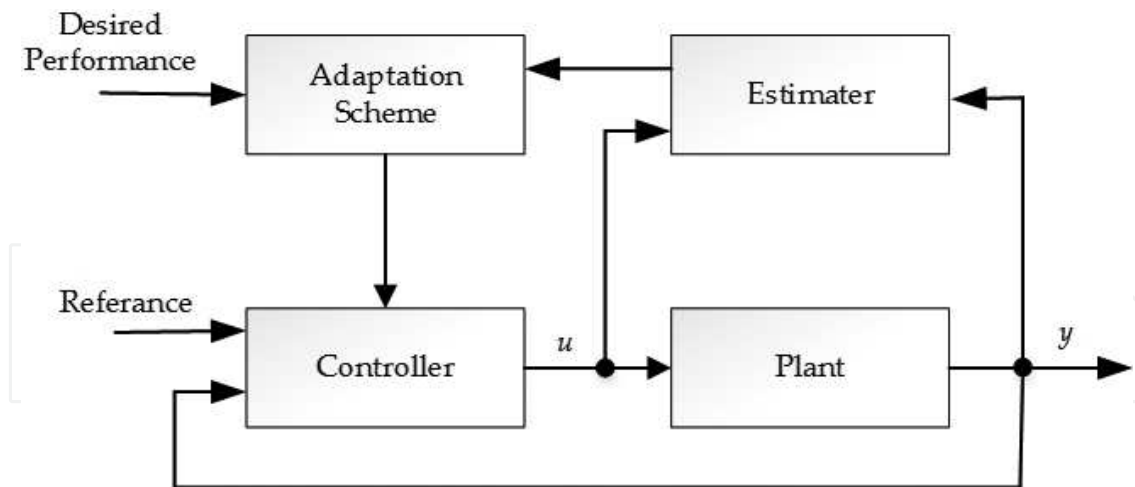 Desired
Performance
Adaptation
Scheme
Estimater
Referance
Controller
u
Plant
y